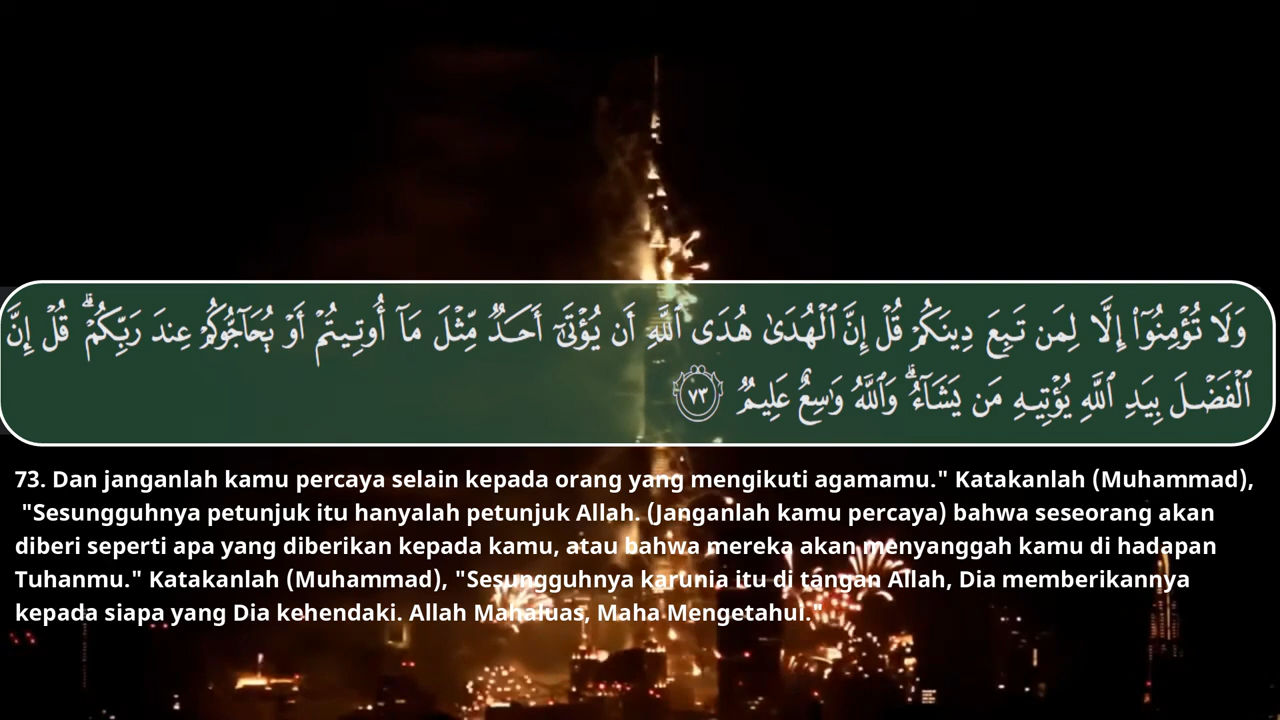 وَلَا تُؤْمِنُوٓا۟ إِلَّا لِمَن تَبِعَ دِينَكُمْ قُلْ إِنَّ ٱلْهُدَىٰ هُدَى ٱللَّهِ أَن يُؤْتَىٰٓ أَحَدٌ مِّثْلَ مَآ أُوتِيتُمْ أَوْ يُحَآجُّوكُمْ عِندَ رَبِّكُمْ ۗ قُلْ إِنَّ
ٱلْفَضْلَ بِيَدِ ٱللَّهِ يُؤْتِيهِ مَن يَشَآءُ ۗ وَٱللَّهُ وَٰسِعٌ عَلِيمٌ ٧٣
73. Dan janganlah kamu percaya selain kepada orang yang mengikuti agamamu." Katakanlah (Muhammad),
"Sesungguhnya petunjuk itu hanyalah petunjuk Allah. (Janganlah kamu percaya) bahwa seseorang akan
diberi seperti apa yang diberikan kepada kamu, atau bahwa mereka akan menyanggah kamu di hadapan
Tuhanmu." Katakanlah (Muhammad), "Sesungguhnya karunia itu di tangan Allah, Dia memberikannya
kepada siapa yang Dia kehendaki. Allah Mahaluas, Maha Mengetahui."